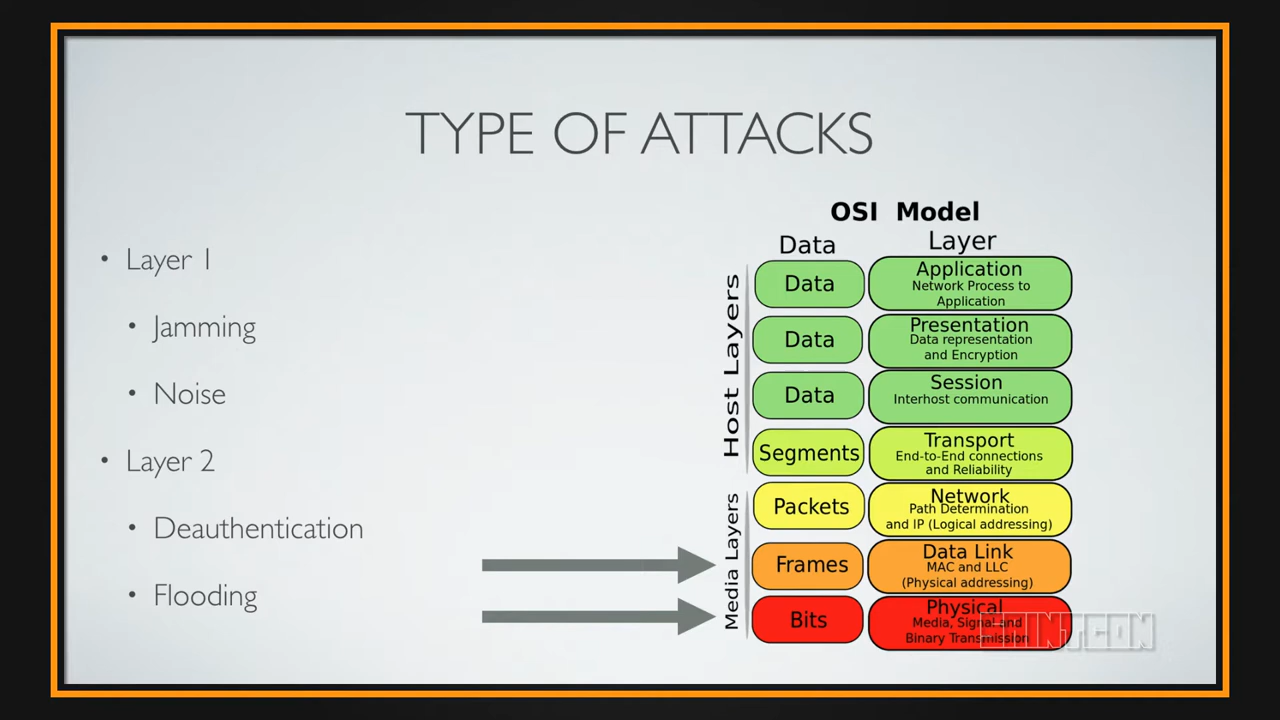 TYPE OF ATTACKS
Layer 1
Jamming
Noise
Layer 2
Deauthentication
Flooding
OSI Model
Data
Layer
Host Layers
Media Layers
Data
Application
Network Process to
Application
Data
Presentation
Data representation
and Encryption
Data
Session
Interhost communication
Segments
Transport
End-to-End connections
and Reliability
Packets
Network
Path Determination
and IP (Logical addressing)
Frames
Data Link
MAC and LLC
(Physical addressing)
Bits
Physical
Media, Signal and
Binary Transmission
SAINTCON